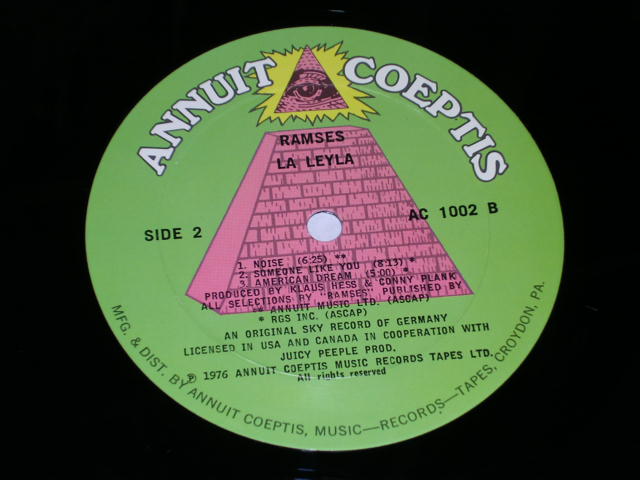 ANNUIT COEPTIS
RAMSES
LA LEYLA
SIDE 2
AC 1002 B
1. NOISE (6:25) **
2. SOMEONE LIKE YOU (8:13) *
3. AMERICAN DREAM (5:00) *
PRODUCED BY KLAUS HESS & CONNY PLANK
ALL SELECTIONS BY "RAMSES" PUBLISHED BY
** ANNUIT MUSIC LTD. (ASCAP)
* RGS INC. (ASCAP)
AN ORIGINAL SKY RECORD OF GERMANY
LICENSED IN USA AND CANADA IN COOPERATION WITH
JUICY PEEPLE PROD.
℗ 1976 ANNUIT COEPTIS MUSIC RECORDS TAPES LTD.
All rights reserved
MFG. & DIST. BY ANNUIT COEPTIS, MUSIC—RECORDS—TAPES, CROYDON, PA.